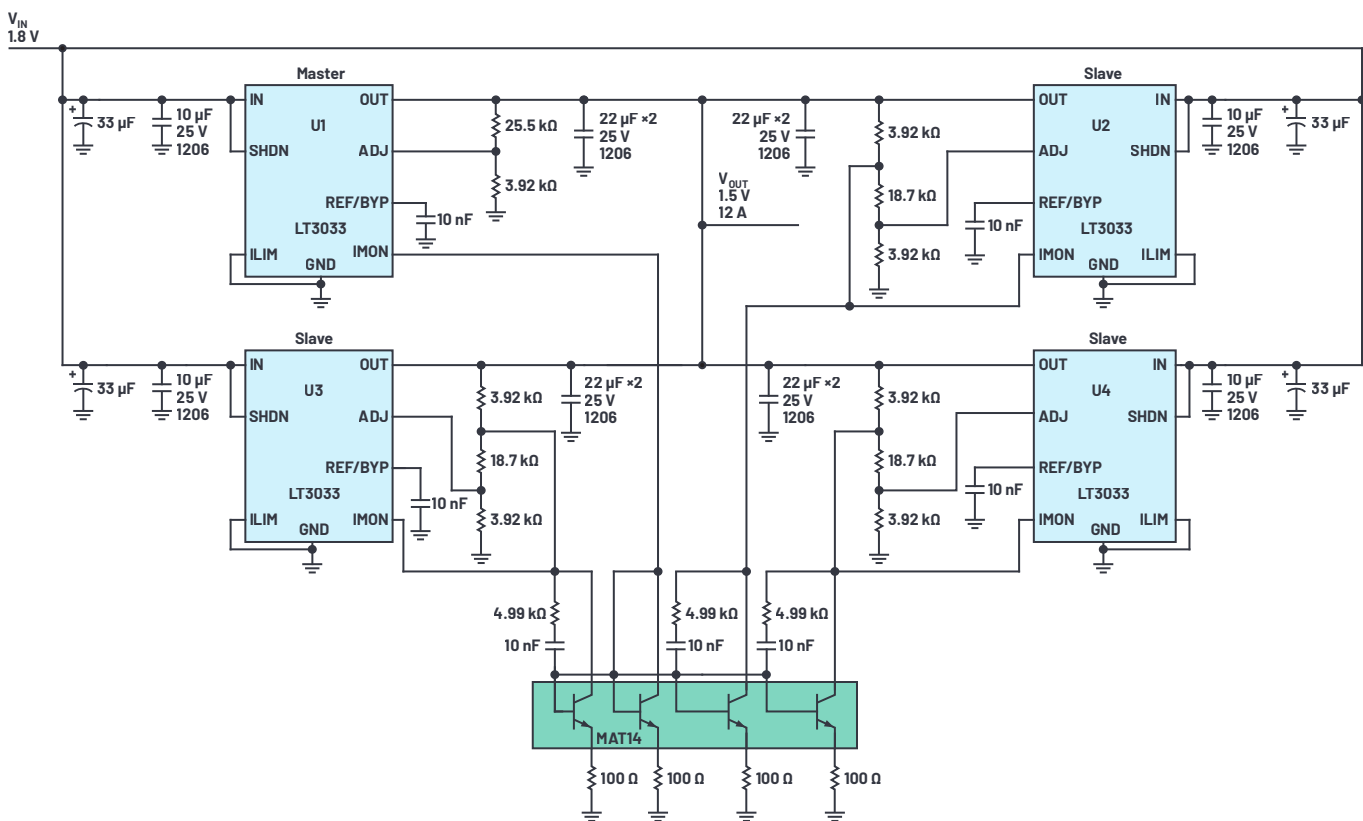 V_IN
1.8 V
Master
Slave
IN
OUT
U1
33 µF
10 µF
25 V
1206
SHDN
ADJ
REF/BYP
LT3033
ILIM
GND
IMON
25.5 kΩ
3.92 kΩ
10 nF
22 µF ×2
25 V
1206
V_OUT
1.5 V
12 A
22 µF ×2
25 V
1206
3.92 kΩ
18.7 kΩ
3.92 kΩ
10 nF
OUT
IN
U2
ADJ
SHDN
REF/BYP
LT3033
IMON
ILIM
GND
10 µF
25 V
1206
33 µF
Slave
Slave
33 µF
10 µF
25 V
1206
IN
OUT
U3
SHDN
ADJ
REF/BYP
LT3033
ILIM
IMON
GND
10 nF
3.92 kΩ
18.7 kΩ
3.92 kΩ
22 µF ×2
25 V
1206
22 µF ×2
25 V
1206
3.92 kΩ
18.7 kΩ
3.92 kΩ
10 nF
OUT
IN
U4
ADJ
SHDN
REF/BYP
LT3033
IMON
ILIM
GND
10 µF
25 V
1206
33 µF
4.99 kΩ
4.99 kΩ
4.99 kΩ
10 nF
10 nF
10 nF
MAT14
100 Ω
100 Ω
100 Ω
100 Ω